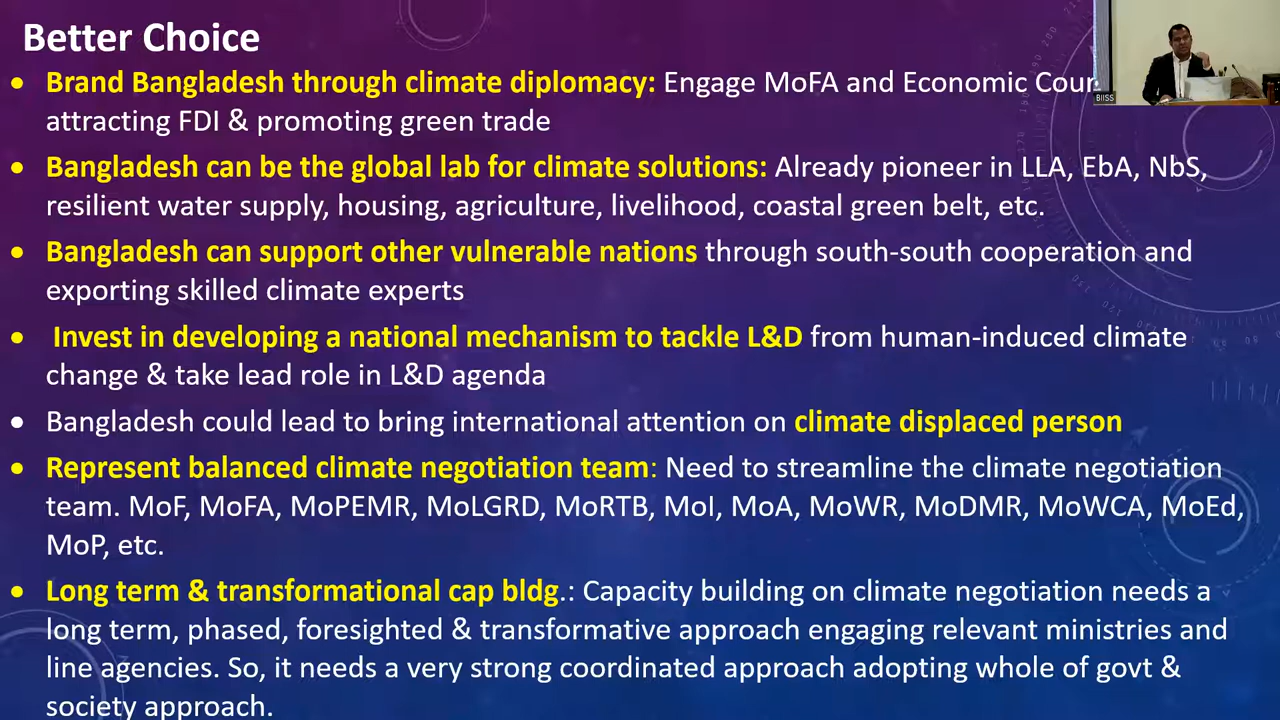 Better Choice
• Brand Bangladesh through climate diplomacy: Engage MoFA and Economic
attracting FDI & promoting green trade
• Bangladesh can be the global lab for climate solutions: Already pioneer in LLA, EbA, NbS,
resilient water supply, housing, agriculture, livelihood, coastal green belt, etc.
• Bangladesh can support other vulnerable nations through south-south cooperation and
exporting skilled climate experts
• Invest in developing a national mechanism to tackle L&D from human-induced climate
change & take lead role in L&D agenda
• Bangladesh could lead to bring international attention on climate displaced person
• Represent balanced climate negotiation team: Need to streamline the climate negotiation
team. MoF, MoFA, MoPEMR, MoLGRD, MoRTB, MoI, MoA, MoWR, MoDMR, MoWCA, MoEd,
MoP, etc.
• Long term & transformational cap bldg.: Capacity building on climate negotiation needs a
long term, phased, foresighted & transformative approach engaging relevant ministries and
line agencies. So, it needs a very strong coordinated approach adopting whole of govt &
society approach.
BIISS